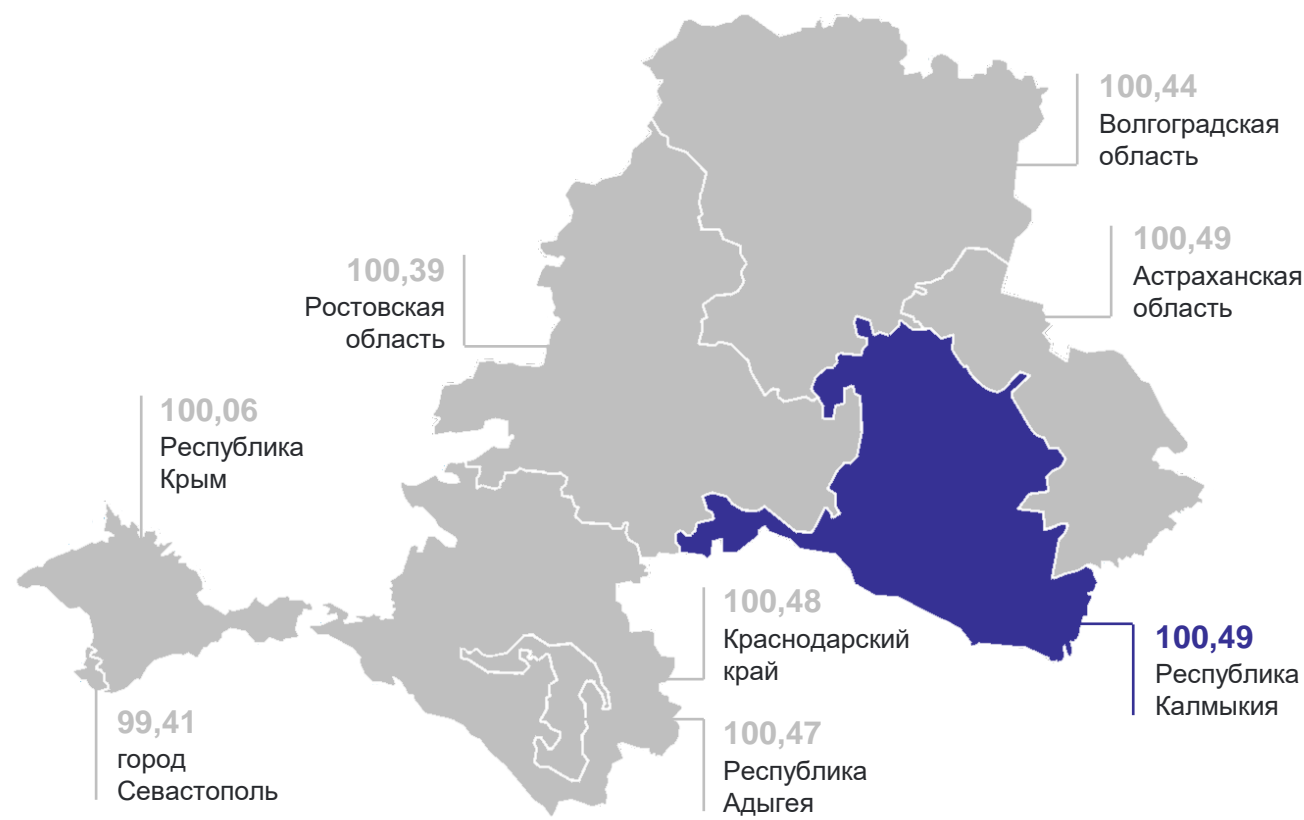 100,44
Волгоградская
область
100,49
Астраханская
область
100,39
Ростовская
область
100,06
Республика
Крым
100,48
Краснодарский
край
100,49
Республика
Калмыкия
99,41
город
Севастополь
100,47
Республика
Адыгея